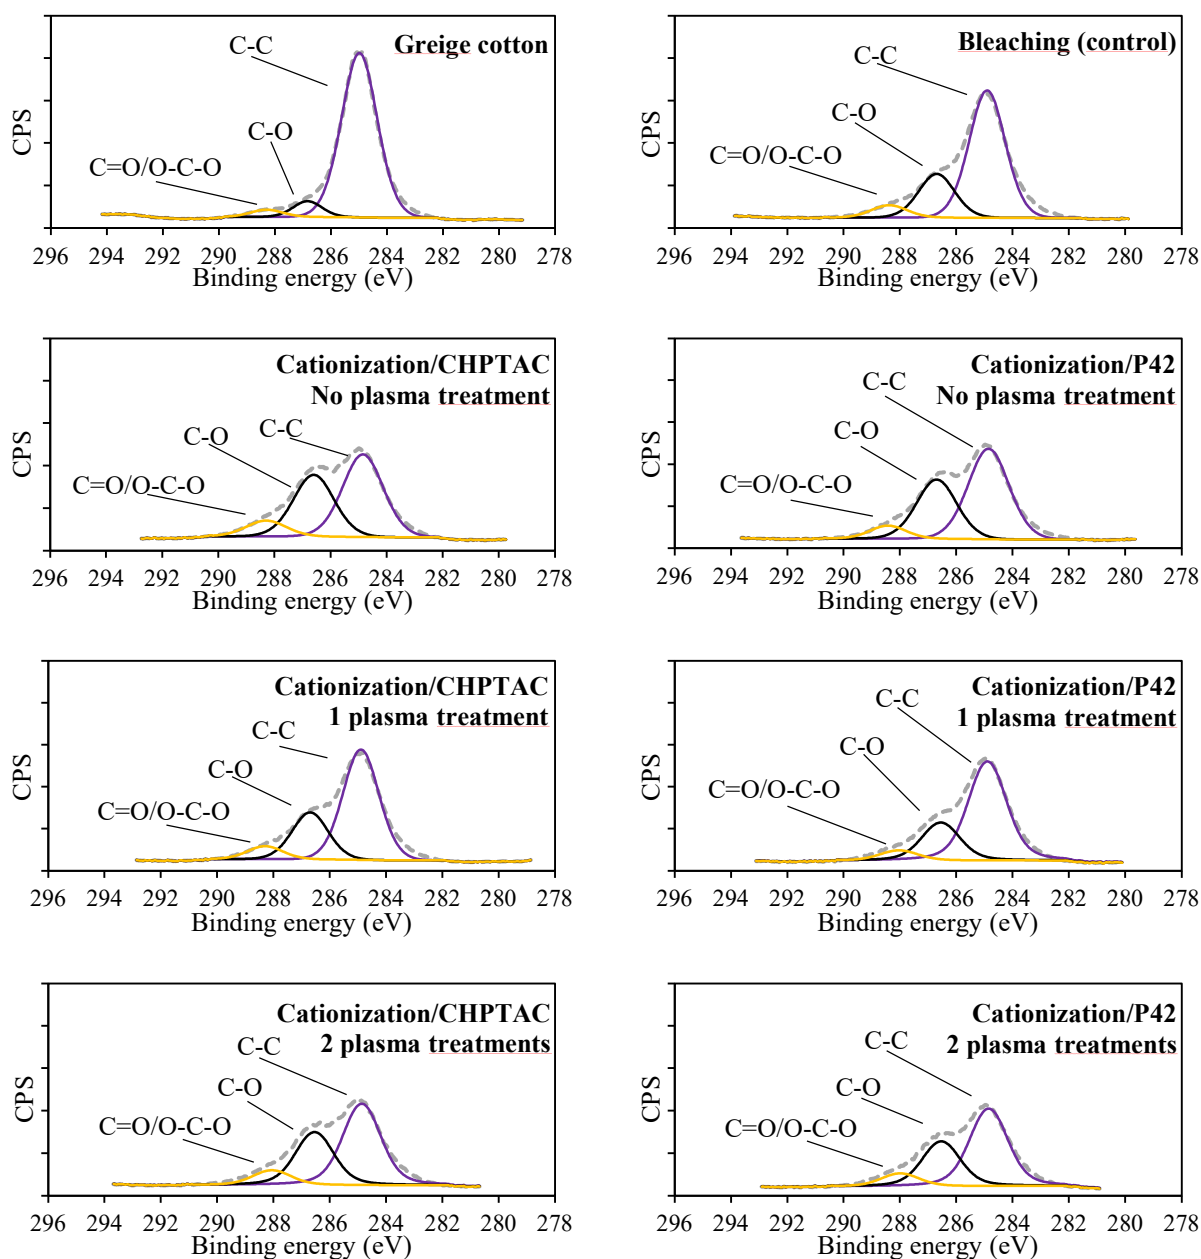 Greige cotton
C-C
C-O
C=O/O-C-O
CPS
296 294 292 290 288 286 284 282 280 278
Binding energy (eV)
Bleaching (control)
C-C
C-O
C=O/O-C-O
CPS
296 294 292 290 288 286 284 282 280 278
Binding energy (eV)
Cationization/CHPTAC
No plasma treatment
C-C
C-O
C=O/O-C-O
CPS
296 294 292 290 288 286 284 282 280 278
Binding energy (eV)
Cationization/P42
No plasma treatment
C-C
C-O
C=O/O-C-O
CPS
296 294 292 290 288 286 284 282 280 278
Binding energy (eV)
Cationization/CHPTAC
1 plasma treatment
C-C
C-O
C=O/O-C-O
CPS
296 294 292 290 288 286 284 282 280 278
Binding energy (eV)
Cationization/P42
1 plasma treatment
C-C
C-O
C=O/O-C-O
CPS
296 294 292 290 288 286 284 282 280 278
Binding energy (eV)
Cationization/CHPTAC
2 plasma treatments
C-C
C-O
C=O/O-C-O
CPS
296 294 292 290 288 286 284 282 280 278
Binding energy (eV)
Cationization/P42
2 plasma treatments
C-C
C-O
C=O/O-C-O
CPS
296 294 292 290 288 286 284 282 280 278
Binding energy (eV)